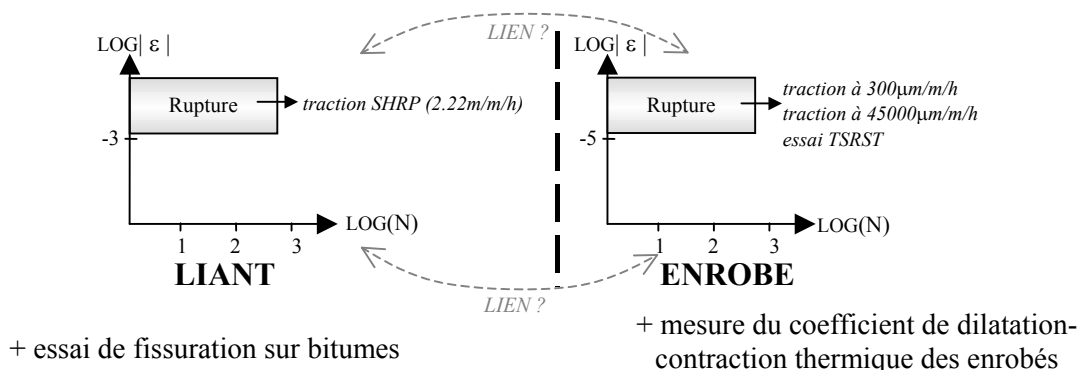 LIEN ?
LOG| ε |
Rupture
traction SHRP (2.22m/m/h)
-3
LOG(N)
1 2 3
LIANT
+ essai de fissuration sur bitumes
LOG| ε |
Rupture
traction à 300µm/m/h
traction à 45000µm/m/h
essai TSRST
-5
LOG(N)
1 2 3
ENROBE
LIEN ?
+ mesure du coefficient de dilatation-
contraction thermique des enrobés